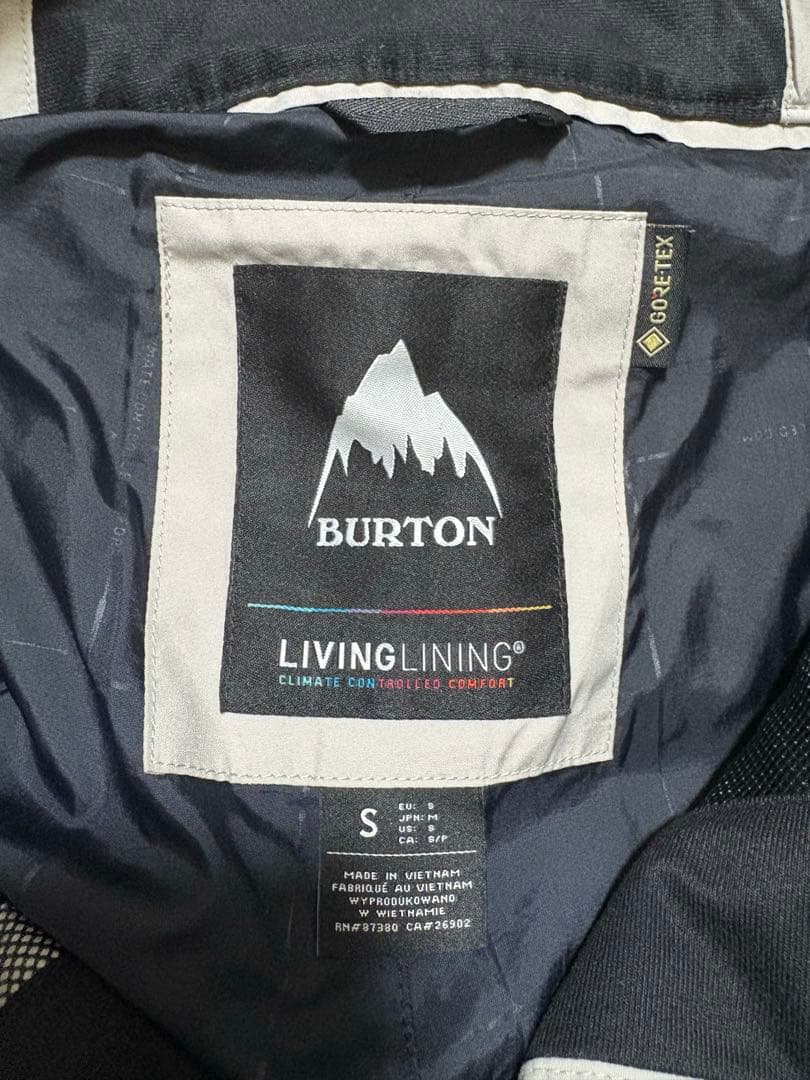 GORE-TEX
BURTON
LIVINGLINING®
CLIMATE CONTROLLED COMFORT
S
EU: S
JPN: M
US: S
CA: S/P
MADE IN VIETNAM
FABRIQUÉ AU VIETNAM
WYPRODUKOWANO
W WIETNAMIE
RN#87380 CA#26902